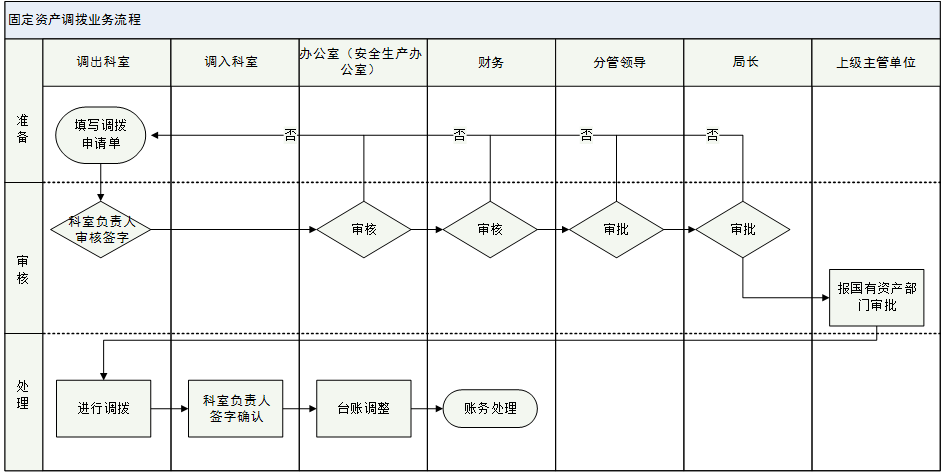 固定资产调拨业务流程
调出科室
调入科室
办公室（安全生产办
公室）
财务
分管领导
局长
上级主管单位
准
备
填写调拨
申请单
否
否
否
否
审
核
科室负责人
审核签字
审核
审核
审批
审批
报国有资产部
门审批
处
理
进行调拨
科室负责人
签字确认
台账调整
账务处理